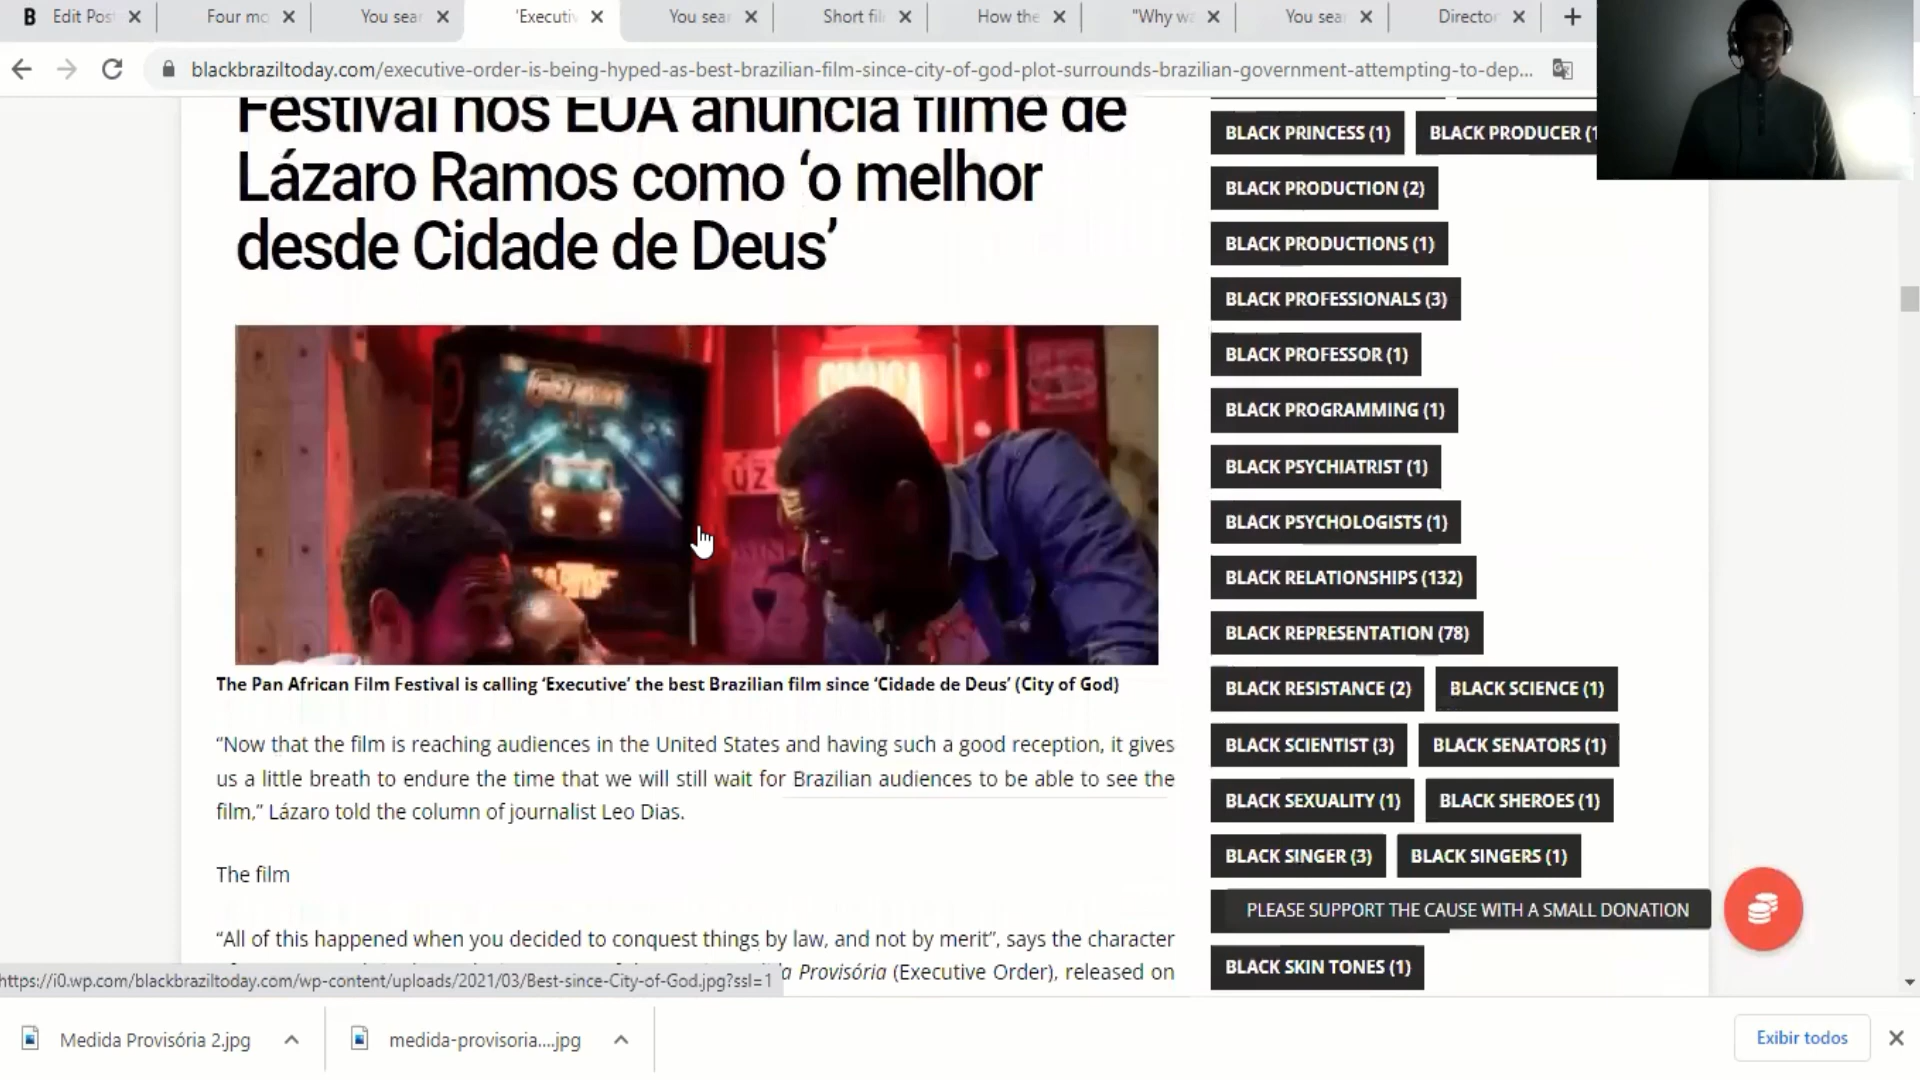 B Edit Pos
Four mo
You sear
'Executiv
You sear
Short fil
How the
"Why wa
You sear
Director
blackbraziltoday.com/executive-order-is-being-hyped-as-best-brazilian-film-since-city-of-god-plot-surrounds-brazilian-government-attempting-to-dep...
Festival nos EUA anuncia filme de
Lázaro Ramos como ‘o melhor
desde Cidade de Deus’
The Pan African Film Festival is calling ‘Executive’ the best Brazilian film since ‘Cidade de Deus’ (City of God)
“Now that the film is reaching audiences in the United States and having such a good reception, it gives
us a little breath to endure the time that we will still wait for Brazilian audiences to be able to see the
film,” Lázaro told the column of journalist Leo Dias.
The film
“All of this happened when you decided to conquest things by law, and not by merit”, says the character
Provisória (Executive Order), released on
https://i0.wp.com/blackbraziltoday.com/wp-content/uploads/2021/03/Best-since-City-of-God.jpg?ssl=1
BLACK PRINCESS (1) BLACK PRODUCER (1
BLACK PRODUCTION (2)
BLACK PRODUCTIONS (1)
BLACK PROFESSIONALS (3)
BLACK PROFESSOR (1)
BLACK PROGRAMMING (1)
BLACK PSYCHIATRIST (1)
BLACK PSYCHOLOGISTS (1)
BLACK RELATIONSHIPS (132)
BLACK REPRESENTATION (78)
BLACK RESISTANCE (2) BLACK SCIENCE (1)
BLACK SCIENTIST (3) BLACK SENATORS (1)
BLACK SEXUALITY (1) BLACK SHEROES (1)
BLACK SINGER (3) BLACK SINGERS (1)
PLEASE SUPPORT THE CAUSE WITH A SMALL DONATION
BLACK SKIN TONES (1)
Medida Provisória 2.jpg
medida-provisoria....jpg
Exibir todos